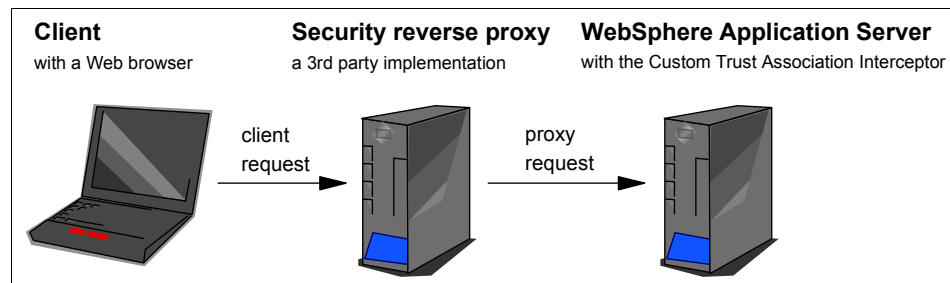 Client
with a Web browser
Security reverse proxy
a 3rd party implementation
WebSphere Application Server
with the Custom Trust Association Interceptor
client
request
proxy
request